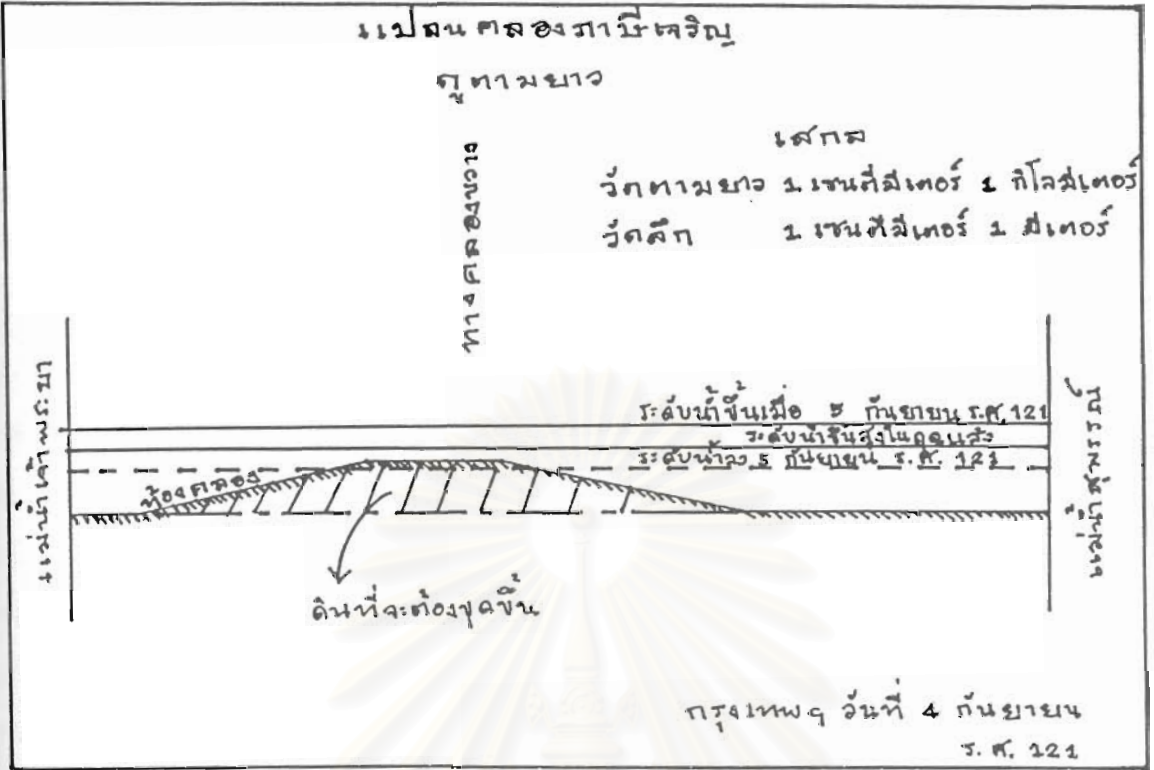 แปลนคลองภาษีเจริญ
ดูตามยาว
เสกล
วัดตามยาว 1 เซนติมีเตอร์ 1 กิโลมีเตอร์
วัดลึก 1 เซนติมีเตอร์ 1 มีเตอร์
ทางคลองขวาง
แม่น้ำเจ้าพระยา
แม่น้ำสุพรรณ์
ระดับน้ำขึ้นเมื่อ 5 กันยายน ร.ศ. 121
ระดับน้ำขึ้นสูงในฤดูแล้ง
ระดับน้ำลง 5 กันยายน ร.ศ. 121
ท้องคลอง
ดินที่จะต้องขุดขึ้น
กรุงเทพฯ วันที่ 4 กันยายน
ร.ศ. 121